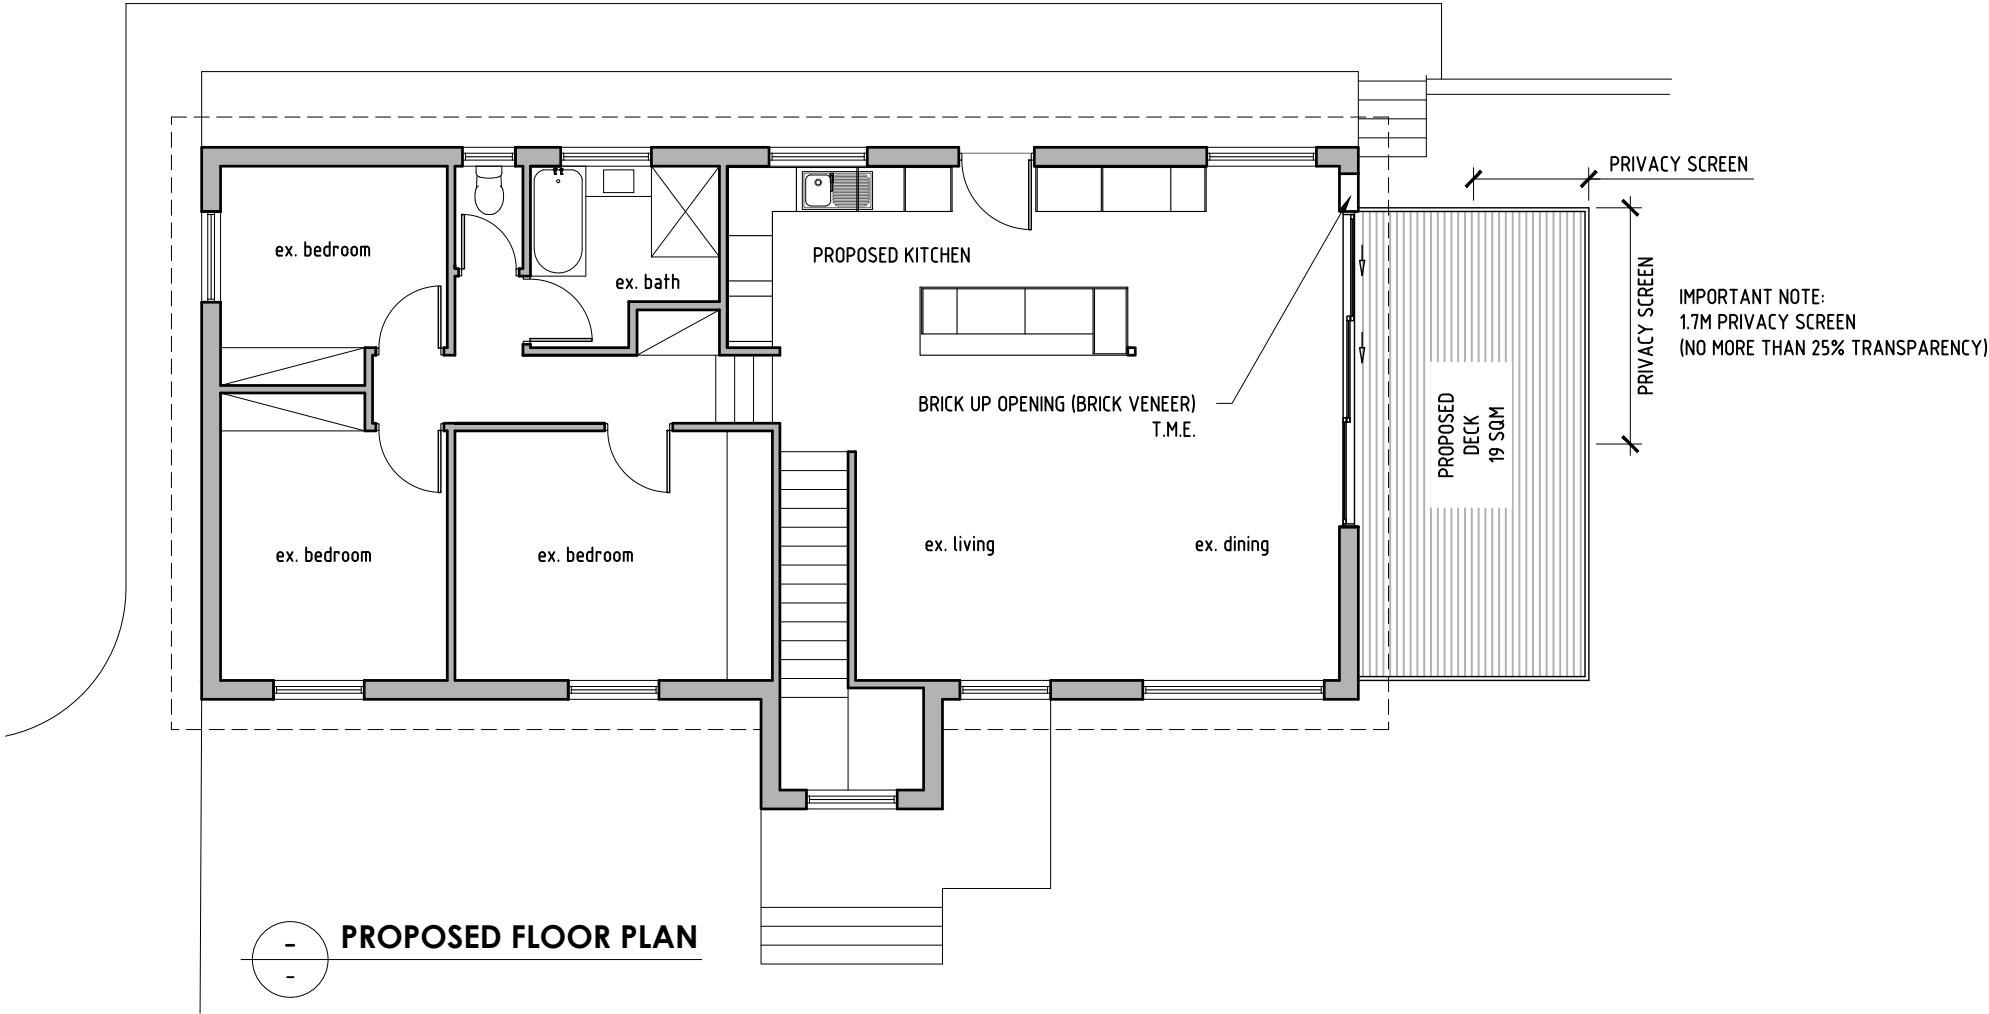 PRIVACY SCREEN
ex. bedroom
ex. bath
PROPOSED KITCHEN
PRIVACY SCREEN
IMPORTANT NOTE:
1.7M PRIVACY SCREEN
(NO MORE THAN 25% TRANSPARENCY)
BRICK UP OPENING (BRICK VENEER)
T.M.E.
PROPOSED
DECK
19 SQM
ex. bedroom
ex. bedroom
ex. living
ex. dining
PROPOSED FLOOR PLAN
-
-